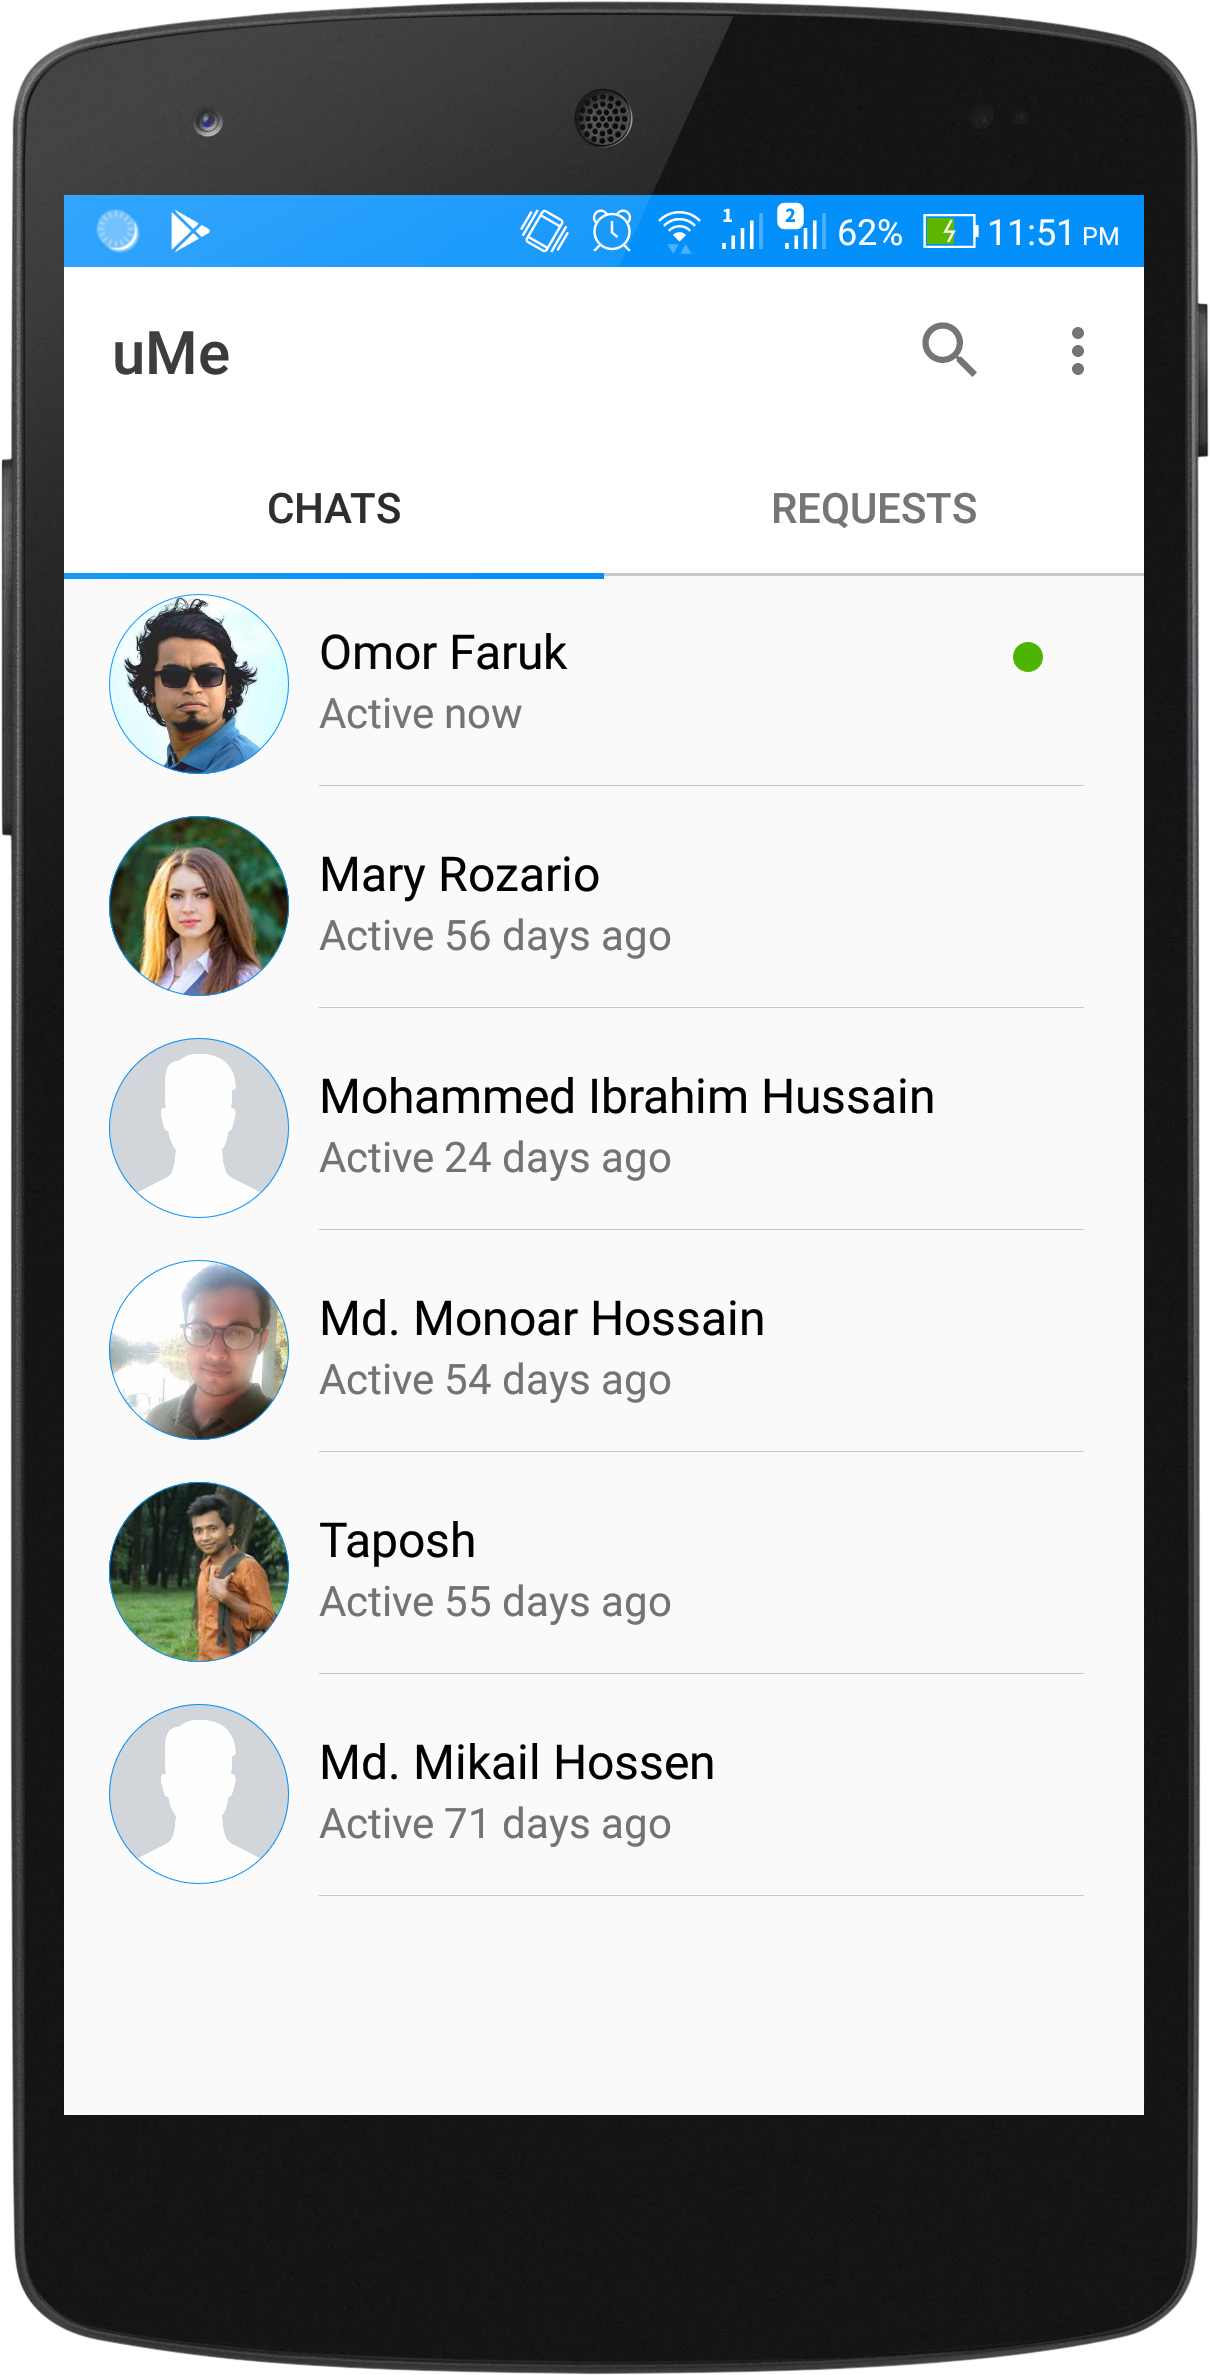 1 2 62% 11:51 PM
uMe
CHATS REQUESTS
Omor Faruk
Active now
Mary Rozario
Active 56 days ago
Mohammed Ibrahim Hussain
Active 24 days ago
Md. Monoar Hossain
Active 54 days ago
Taposh
Active 55 days ago
Md. Mikail Hossen
Active 71 days ago